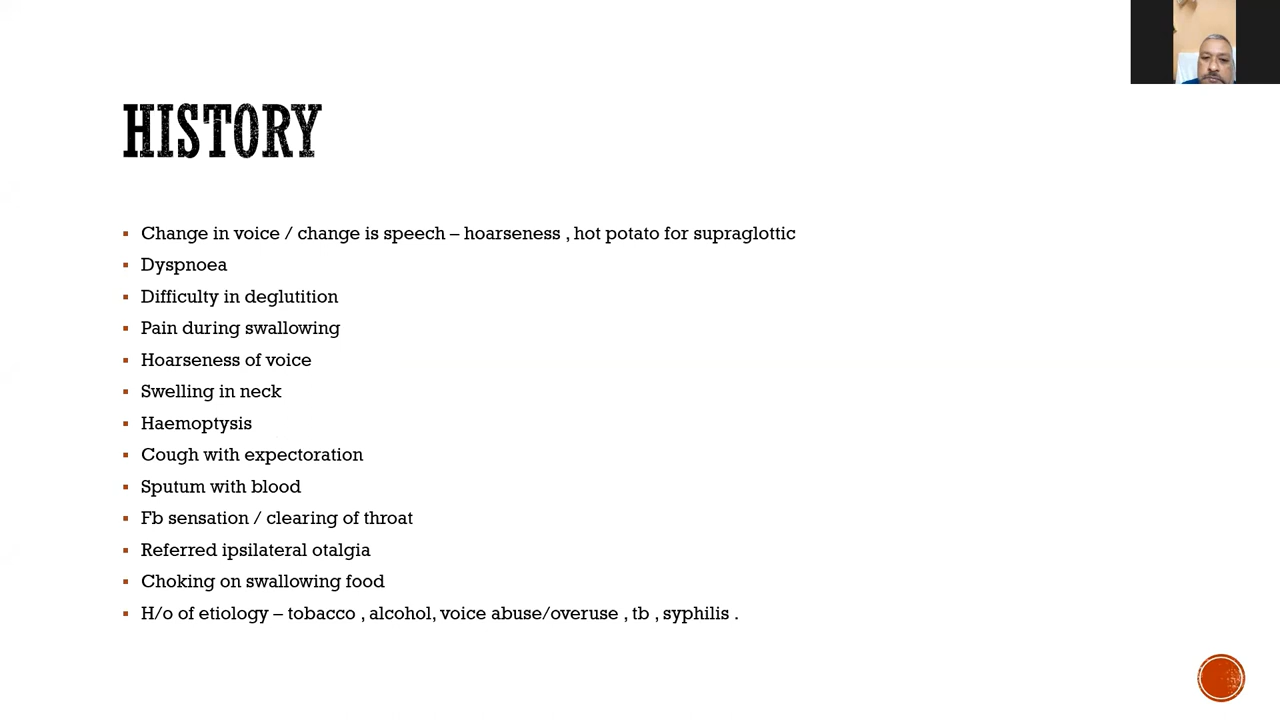 HISTORY
Change in voice / change is speech – hoarseness , hot potato for supraglottic
Dyspnoea
Difficulty in deglutition
Pain during swallowing
Hoarseness of voice
Swelling in neck
Haemoptysis
Cough with expectoration
Sputum with blood
Fb sensation / clearing of throat
Referred ipsilateral otalgia
Choking on swallowing food
H/o of etiology – tobacco , alcohol, voice abuse/overuse , tb , syphilis .